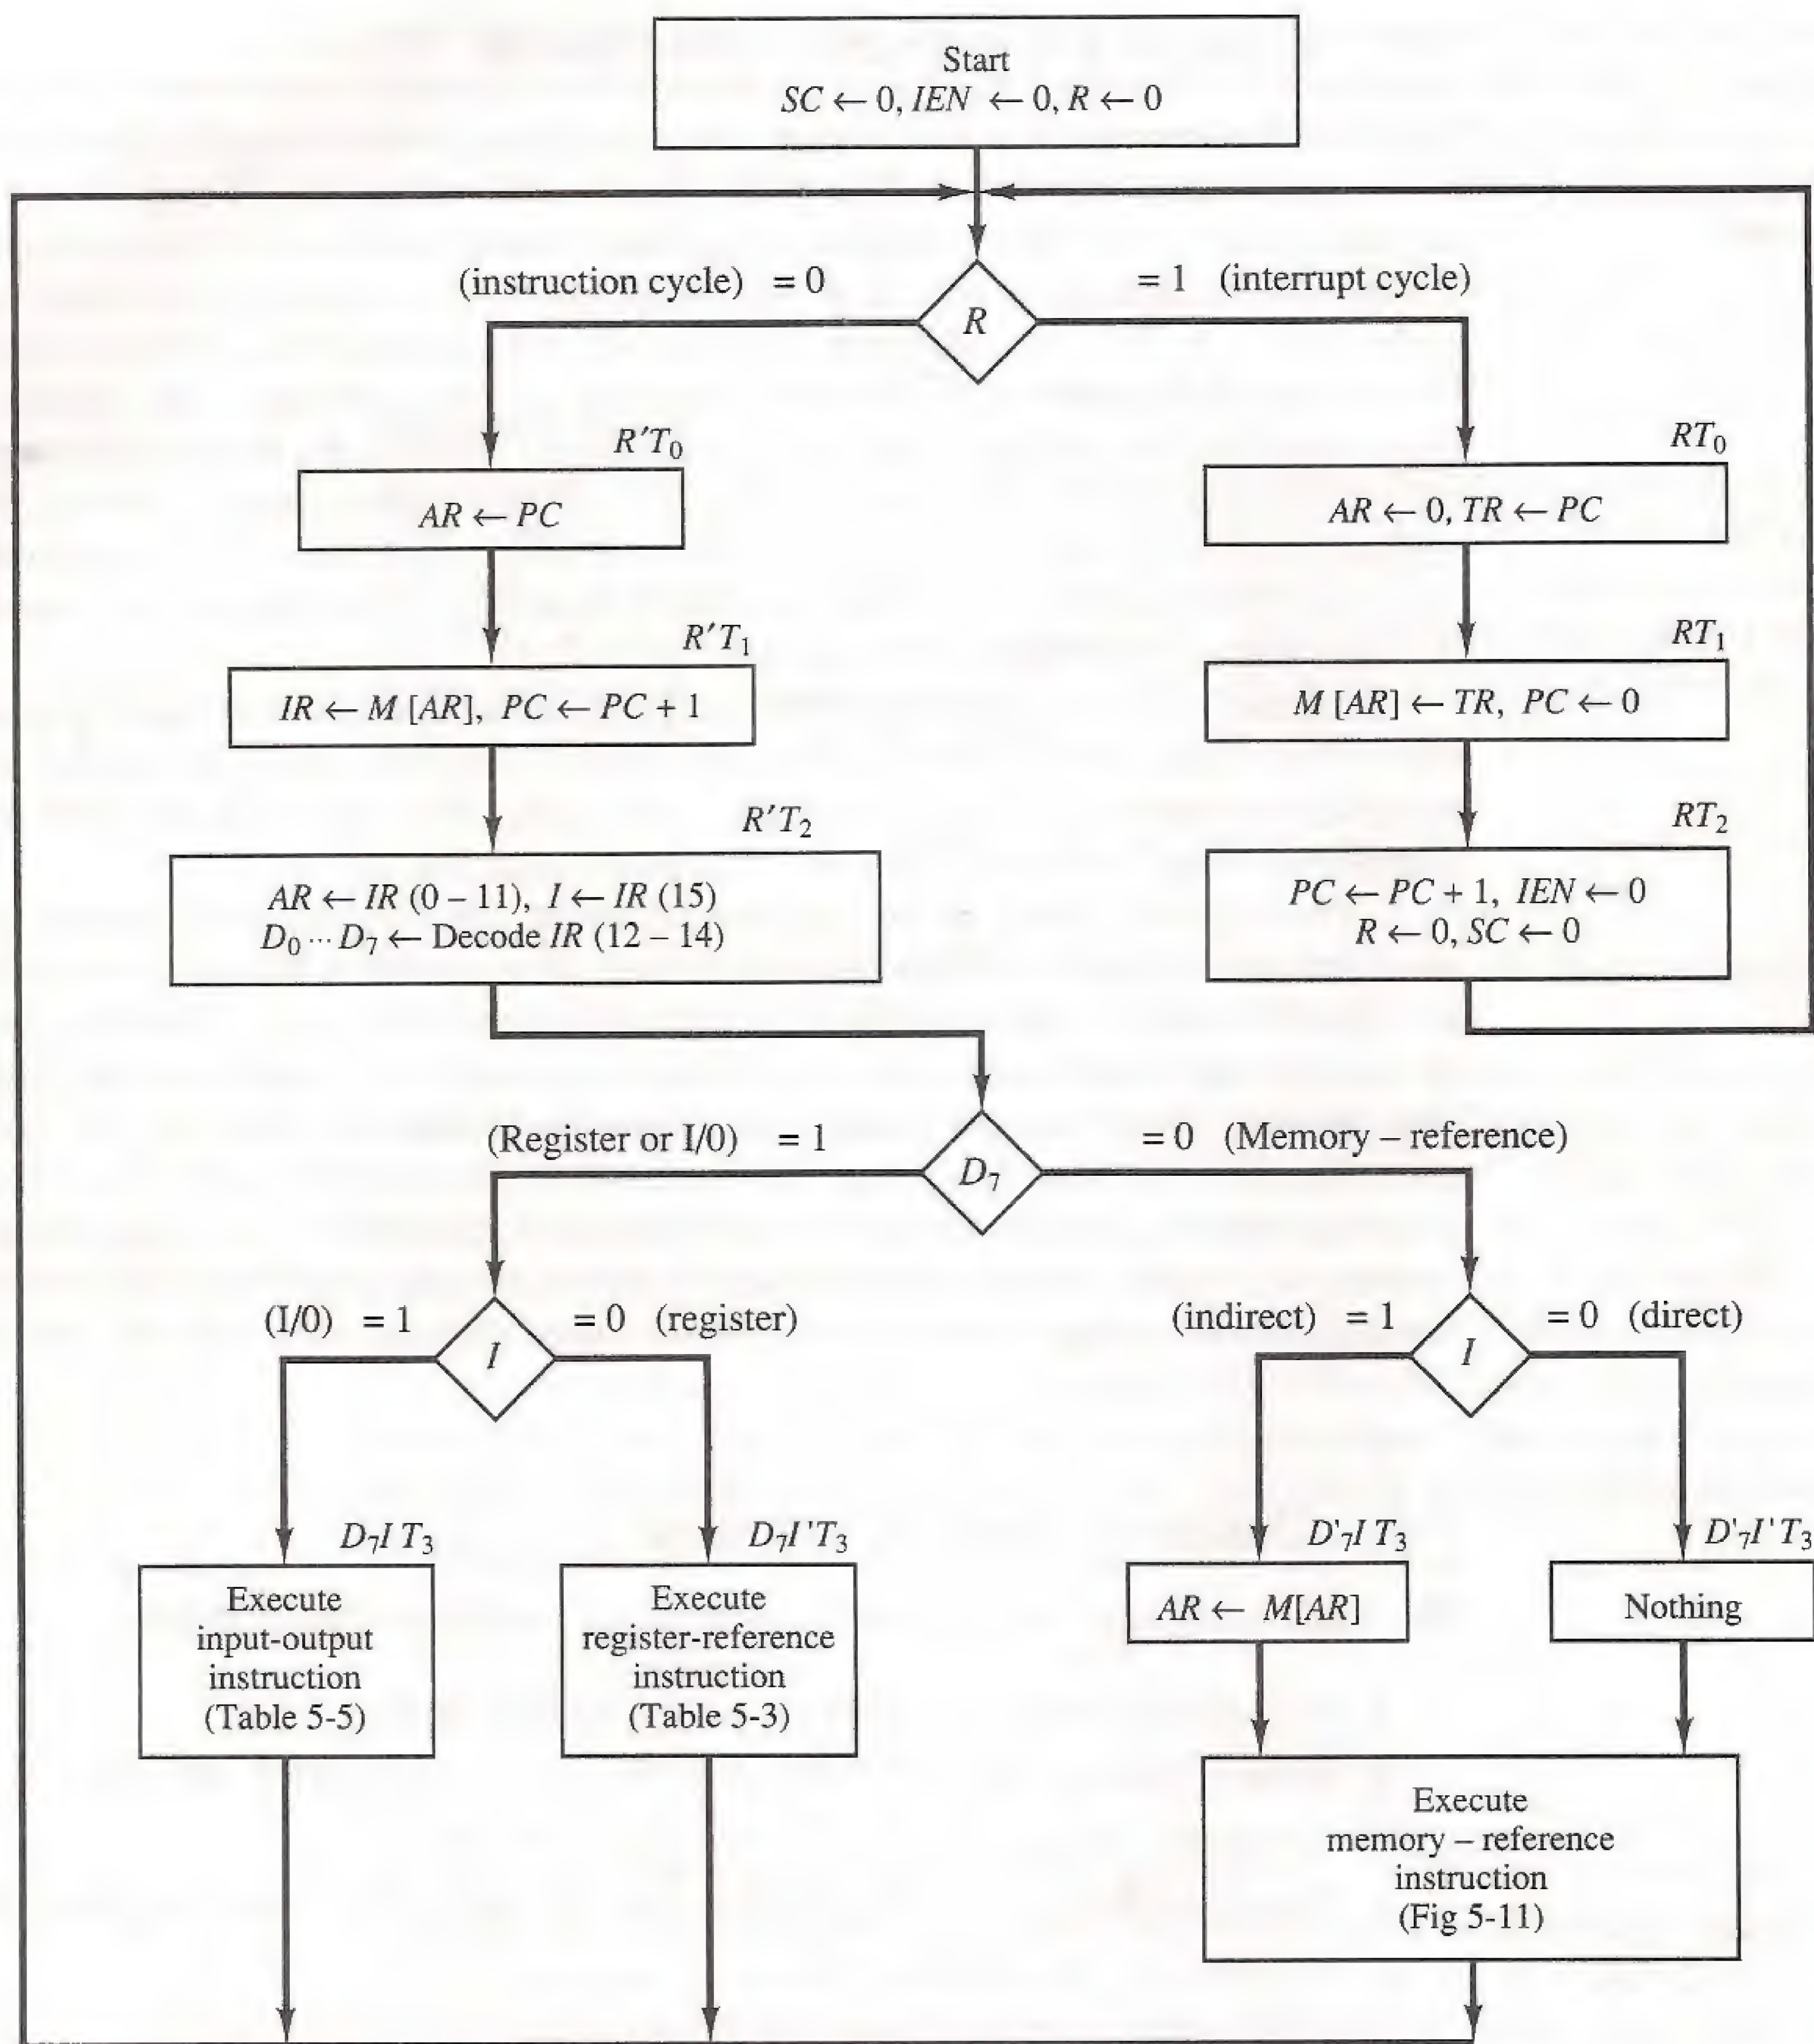 Start
SC ← 0, IEN ← 0, R ← 0
(instruction cycle) = 0
R
= 1 (interrupt cycle)
R'T₀
AR ← PC
RT₀
AR ← 0, TR ← PC
R'T₁
IR ← M [AR], PC ← PC + 1
RT₁
M [AR] ← TR, PC ← 0
R'T₂
AR ← IR (0 – 11), I ← IR (15)
D₀ ··· D₇ ← Decode IR (12 – 14)
RT₂
PC ← PC + 1, IEN ← 0
R ← 0, SC ← 0
(Register or I/0) = 1
D₇
= 0 (Memory – reference)
(I/0) = 1
I
= 0 (register)
(indirect) = 1
I
= 0 (direct)
D₇I T₃
Execute
input-output
instruction
(Table 5-5)
D₇I'T₃
Execute
register-reference
instruction
(Table 5-3)
D'₇I T₃
AR ← M[AR]
D'₇I'T₃
Nothing
Execute
memory – reference
instruction
(Fig 5-11)